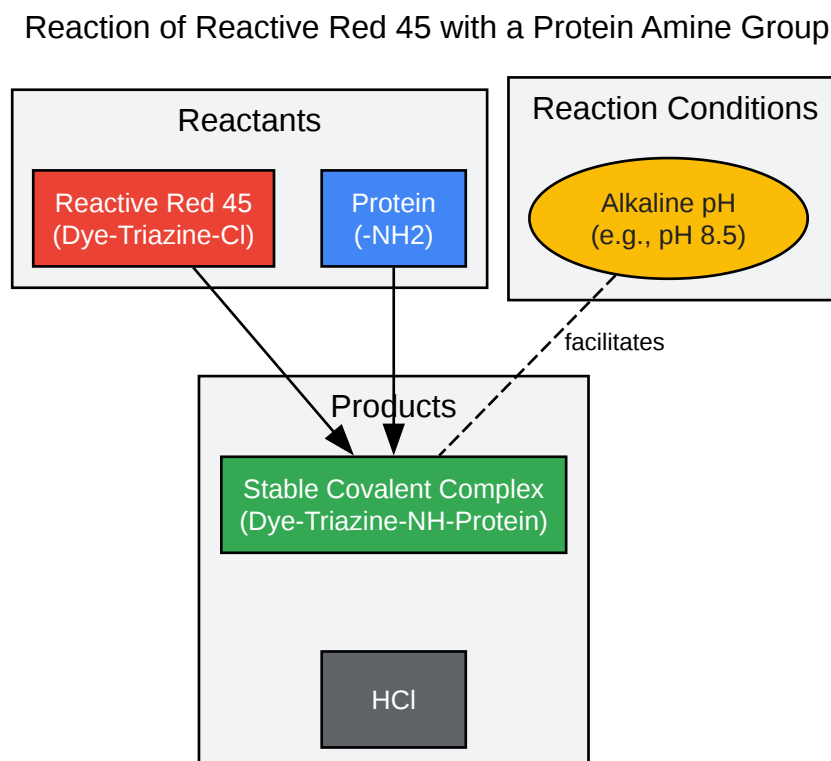 Reaction of Reactive Red 45 with a Protein Amine Group
Reactants
Reaction Conditions
Reactive Red 45
(Dye-Triazine-Cl)
Protein
(-NH2)
Alkaline pH
(e.g., pH 8.5)
facilitates
Products
Stable Covalent Complex
(Dye-Triazine-NH-Protein)
HCl